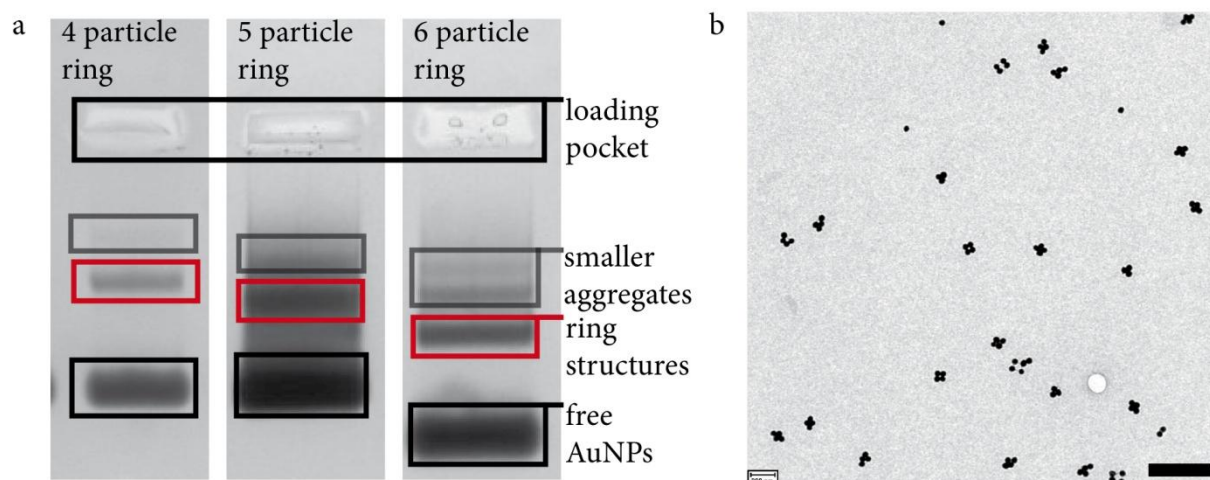 a
4 particle
ring
5 particle
ring
6 particle
ring
loading
pocket
smaller
aggregates
ring
structures
free
AuNPs
b